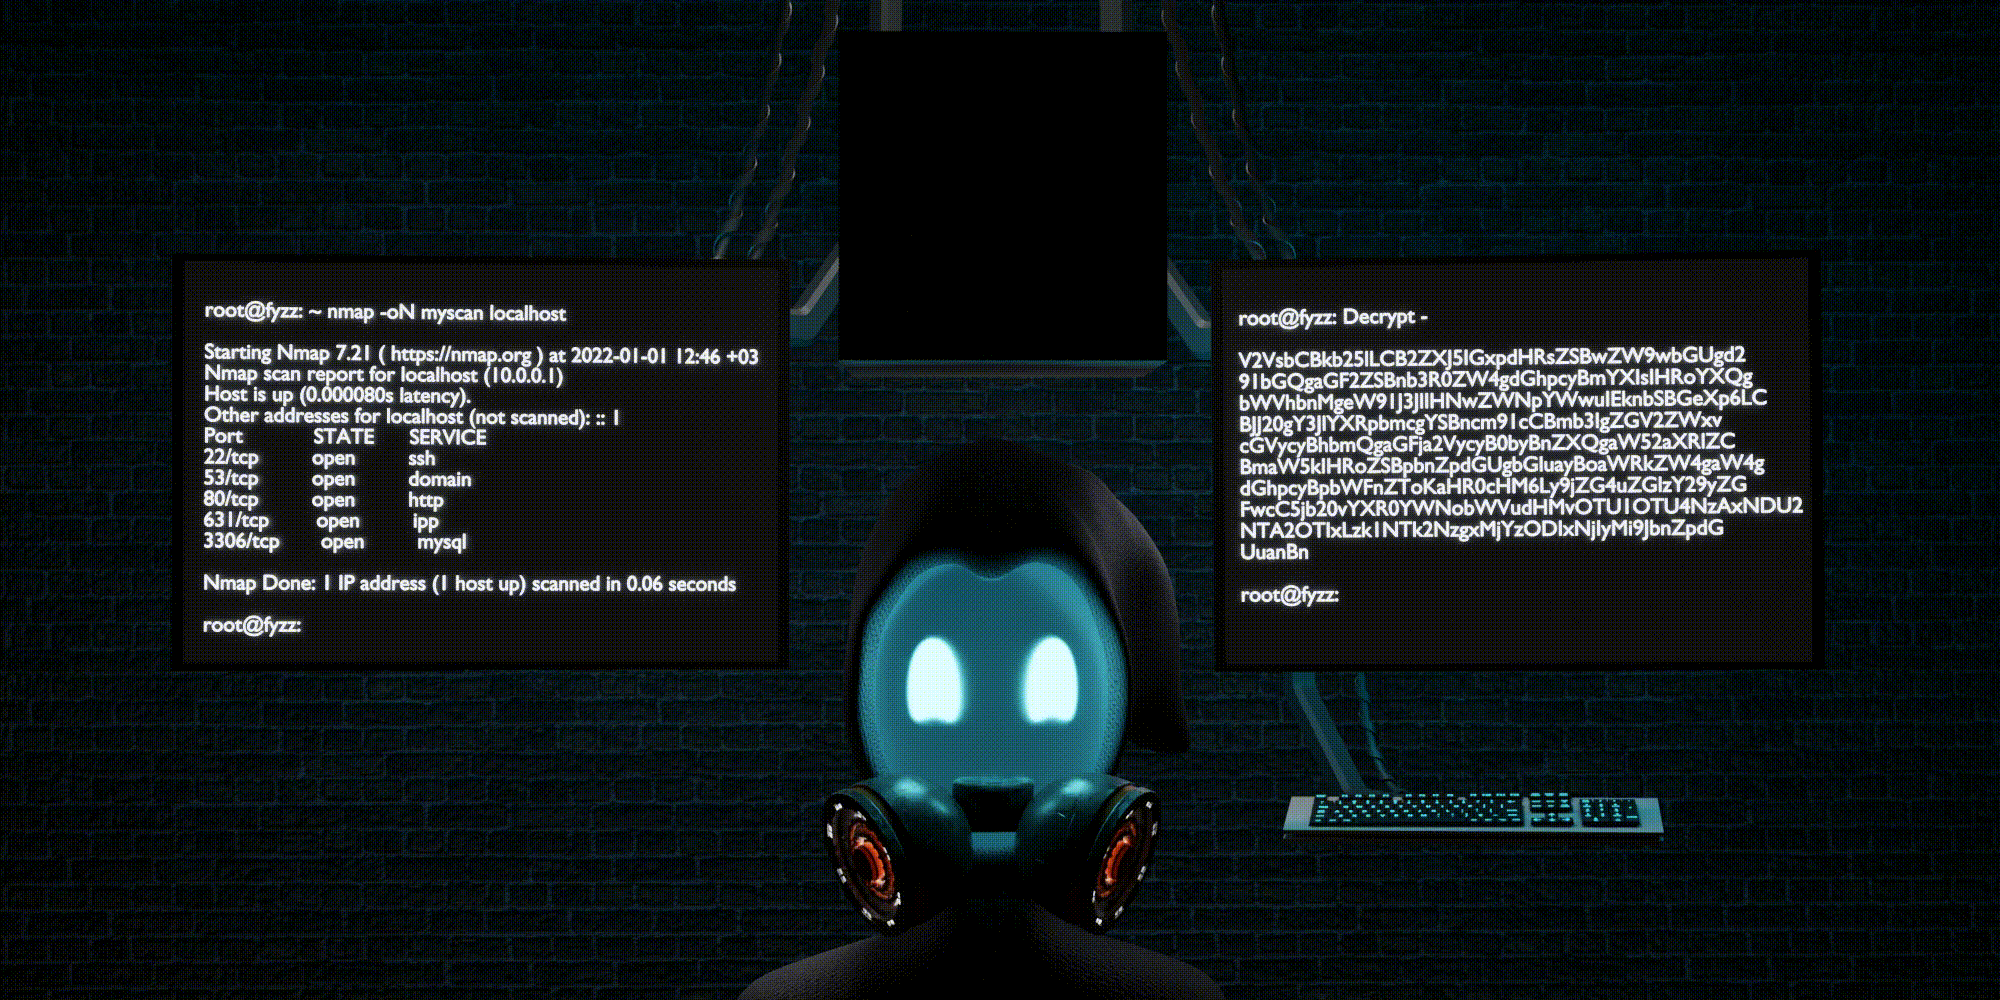 root@fyzz: ~ nmap -oN myscan localhost
Starting Nmap 7.21 ( https://nmap.org ) at 2022-01-01 12:46 +03
Nmap scan report for localhost (10.0.0.1)
Host is up (0.000080s latency).
Other addresses for localhost (not scanned): :: 1
Port STATE SERVICE
22/tcp open ssh
53/tcp open domain
80/tcp open http
631/tcp open ipp
3306/tcp open mysql
Nmap Done: 1 IP address (1 host up) scanned in 0.06 seconds
root@fyzz:
root@fyzz: Decrypt -
V2VsbCBkb25lLCB2ZXJ5IGxpdHRsZSBwZW9wbGUgd2
91bGQgaGF2ZSBnb3R0ZW4gdGhpcyBmYXIsIHRoYXQg
bWVhbnMgeW91J3JlIHNwZWNpYWwuIEknbSBGeXp6LC
BJJ20gY3JlYXRpbmcgYSBncm91cCBmb3IgZGV2ZWxv
cGVycyBhbmQgaGFja2VycyB0byBnZXQgaW52aXRlZC
BmaW5kIHRoZSBpbnZpdGUgbGluayBoaWRkZW4gaW4g
dGhpcyBpbWFnZToKaHR0cHM6Ly9jZG4uZGlzY29yZG
FwcC5jb20vYXR0YWNobWVudHMvOTU1OTU4NzAxNDU2
NTA2OTIxLzk1NTk2NzgxMjYzODIxNjIyMi9JbnZpdG
UuanBn
root@fyzz: